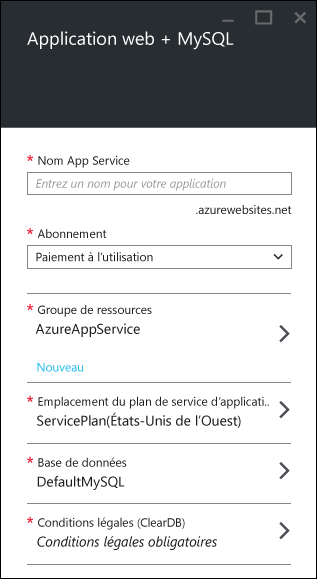 Application web + MySQL
* Nom App Service
Entrez un nom pour votre application
.azurewebsites.net
* Abonnement
Paiement à l'utilisation
* Groupe de ressources
AzureAppService
Nouveau
* Emplacement du plan de service d'applicati..
ServicePlan(États-Unis de l'Ouest)
* Base de données
DefaultMySQL
* Conditions légales (ClearDB)
Conditions légales obligatoires